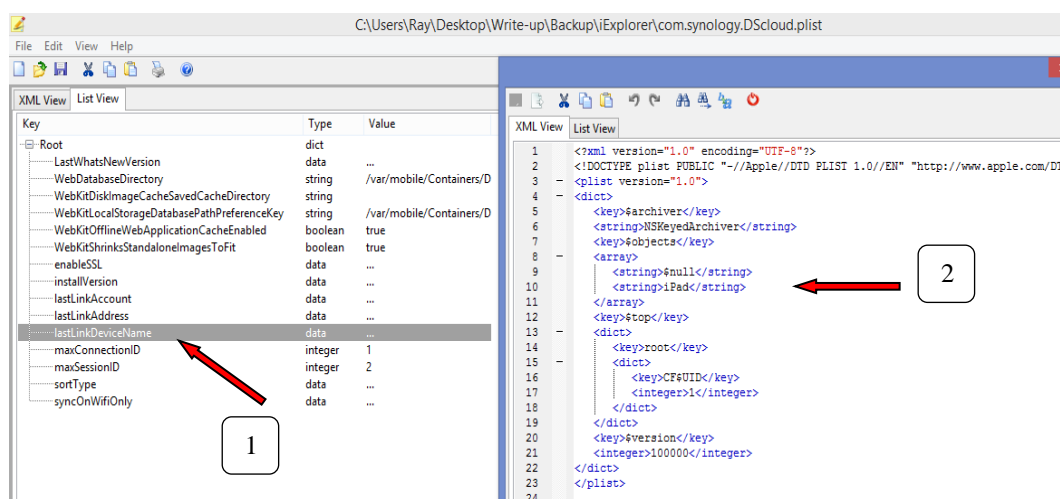 C:\Users\Ray\Desktop\Write-up\Backup\iExplorer\com.synology.DScloud.plist
File Edit View Help
XML View List View
Key Type Value
Root dict
LastWhatsNewVersion data ...
WebDatabaseDirectory string /var/mobile/Containers/D
WebKitDiskImageCacheSavedCacheDirectory string
WebKitLocalStorageDatabasePathPreferenceKey string /var/mobile/Containers/D
WebKitOfflineWebApplicationCacheEnabled boolean true
WebKitShrinksStandaloneImagesToFit boolean true
enableSSL data ...
installVersion data ...
lastLinkAccount data ...
lastLinkAddress data ...
lastLinkDeviceName data ...
maxConnectionID integer 1
maxSessionID integer 2
sortType data ...
syncOnWifiOnly data ...
1
XML View List View
1 <?xml version="1.0" encoding="UTF-8"?>
2 <!DOCTYPE plist PUBLIC "-//Apple//DTD PLIST 1.0//EN" "http://www.apple.com/DT
3 <plist version="1.0">
4 <dict>
5 <key>$archiver</key>
6 <string>NSKeyedArchiver</string>
7 <key>$objects</key>
8 <array>
9 <string>$null</string>
10 <string>iPad</string>
11 </array>
12 <key>$top</key>
13 <dict>
14 <key>root</key>
15 <dict>
16 <key>CF$UID</key>
17 <integer>1</integer>
18 </dict>
19 </dict>
20 <key>$version</key>
21 <integer>100000</integer>
22 </dict>
23 </plist>
24
2